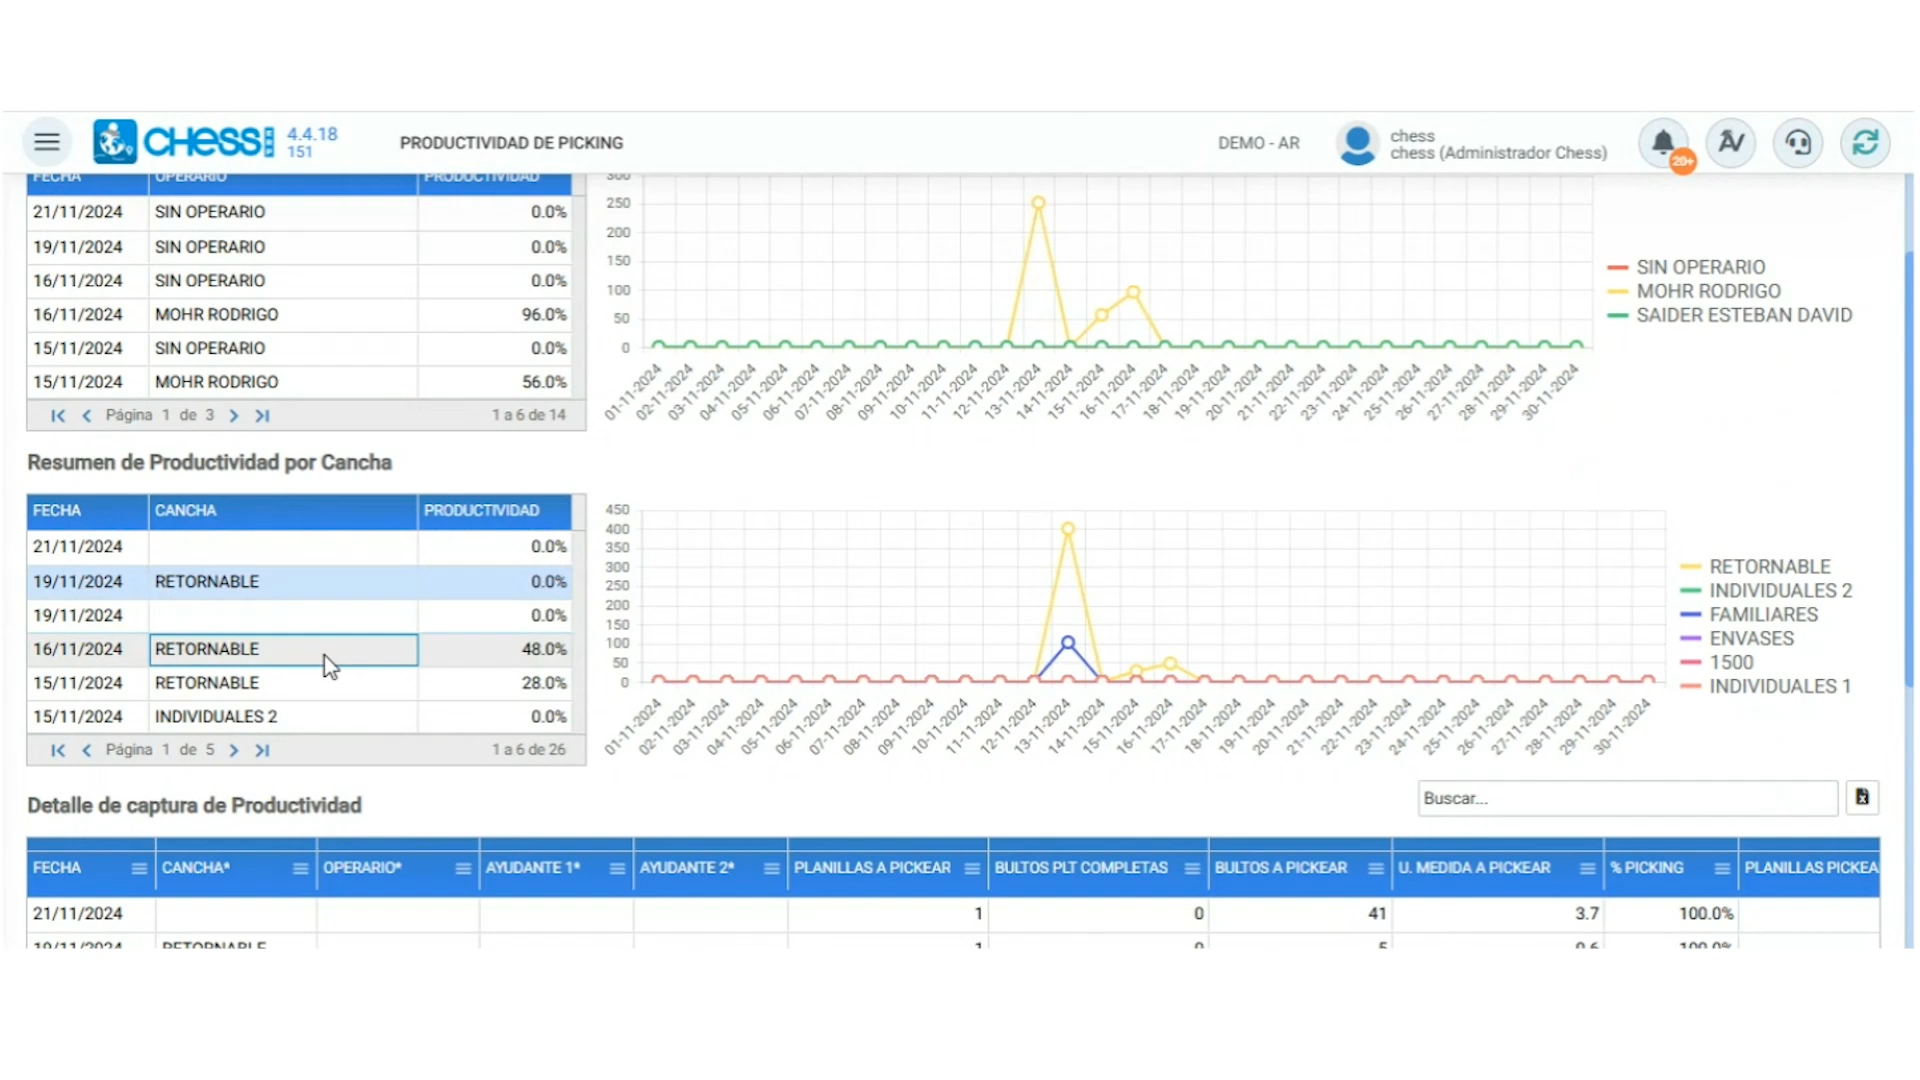 CHESS
4.4.18
151
PRODUCTIVIDAD DE PICKING
DEMO - AR
chess
chess (Administrador Chess)
20+
FECHA OPERARIO PRODUCTIVIDAD
21/11/2024 SIN OPERARIO 0.0%
19/11/2024 SIN OPERARIO 0.0%
16/11/2024 SIN OPERARIO 0.0%
16/11/2024 MOHR RODRIGO 96.0%
15/11/2024 SIN OPERARIO 0.0%
15/11/2024 MOHR RODRIGO 56.0%
Página 1 de 3 1 a 6 de 14
300
250
200
150
100
50
0
01-11-2024 02-11-2024 03-11-2024 04-11-2024 05-11-2024 06-11-2024 07-11-2024 08-11-2024 09-11-2024 10-11-2024 11-11-2024 12-11-2024 13-11-2024 14-11-2024 15-11-2024 16-11-2024 17-11-2024 18-11-2024 19-11-2024 20-11-2024 21-11-2024 22-11-2024 23-11-2024 24-11-2024 25-11-2024 26-11-2024 27-11-2024 28-11-2024 29-11-2024 30-11-2024
SIN OPERARIO
MOHR RODRIGO
SAIDER ESTEBAN DAVID
Resumen de Productividad por Cancha
FECHA CANCHA PRODUCTIVIDAD
21/11/2024 0.0%
19/11/2024 RETORNABLE 0.0%
19/11/2024 0.0%
16/11/2024 RETORNABLE 48.0%
15/11/2024 RETORNABLE 28.0%
15/11/2024 INDIVIDUALES 2 0.0%
Página 1 de 5 1 a 6 de 26
450
400
350
300
250
200
150
100
50
0
01-11-2024 02-11-2024 03-11-2024 04-11-2024 05-11-2024 06-11-2024 07-11-2024 08-11-2024 09-11-2024 10-11-2024 11-11-2024 12-11-2024 13-11-2024 14-11-2024 15-11-2024 16-11-2024 17-11-2024 18-11-2024 19-11-2024 20-11-2024 21-11-2024 22-11-2024 23-11-2024 24-11-2024 25-11-2024 26-11-2024 27-11-2024 28-11-2024 29-11-2024 30-11-2024
RETORNABLE
INDIVIDUALES 2
FAMILIARES
ENVASES
1500
INDIVIDUALES 1
Detalle de captura de Productividad
Buscar...
FECHA CANCHA* OPERARIO* AYUDANTE 1* AYUDANTE 2* PLANILLAS A PICKEAR BULTOS PLT COMPLETAS BULTOS A PICKEAR U. MEDIDA A PICKEAR % PICKING PLANILLAS PICKEA
21/11/2024 1 0 41 3.7 100.0%
19/11/2024 RETORNABLE 1 0 5 0.6 100.0%